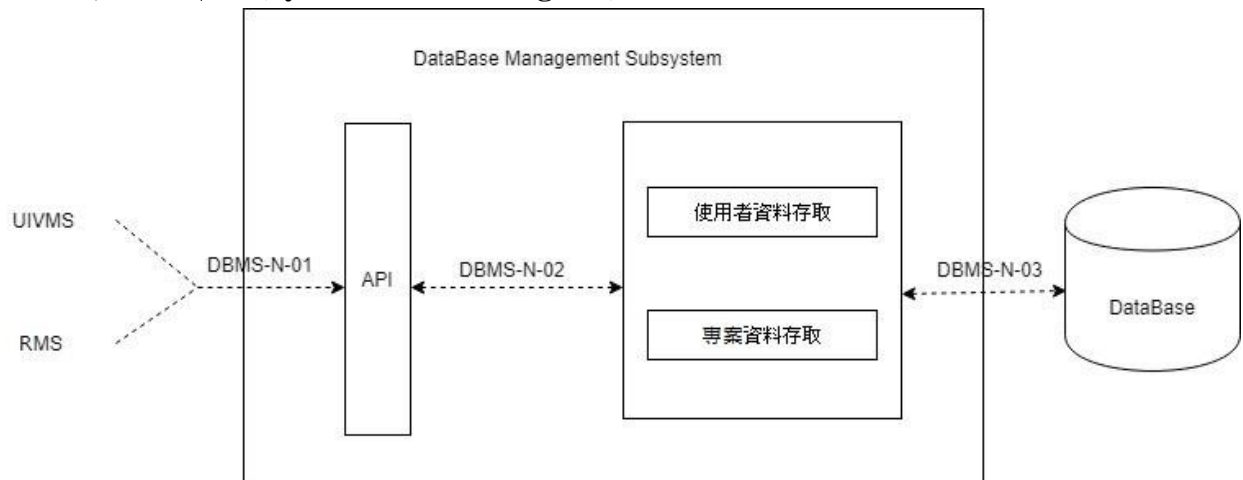 DataBase Management Subsystem
使用者資料存取
UIVMS
DBMS-N-01
API
DBMS-N-02
DBMS-N-03
DataBase
RMS
專案資料存取